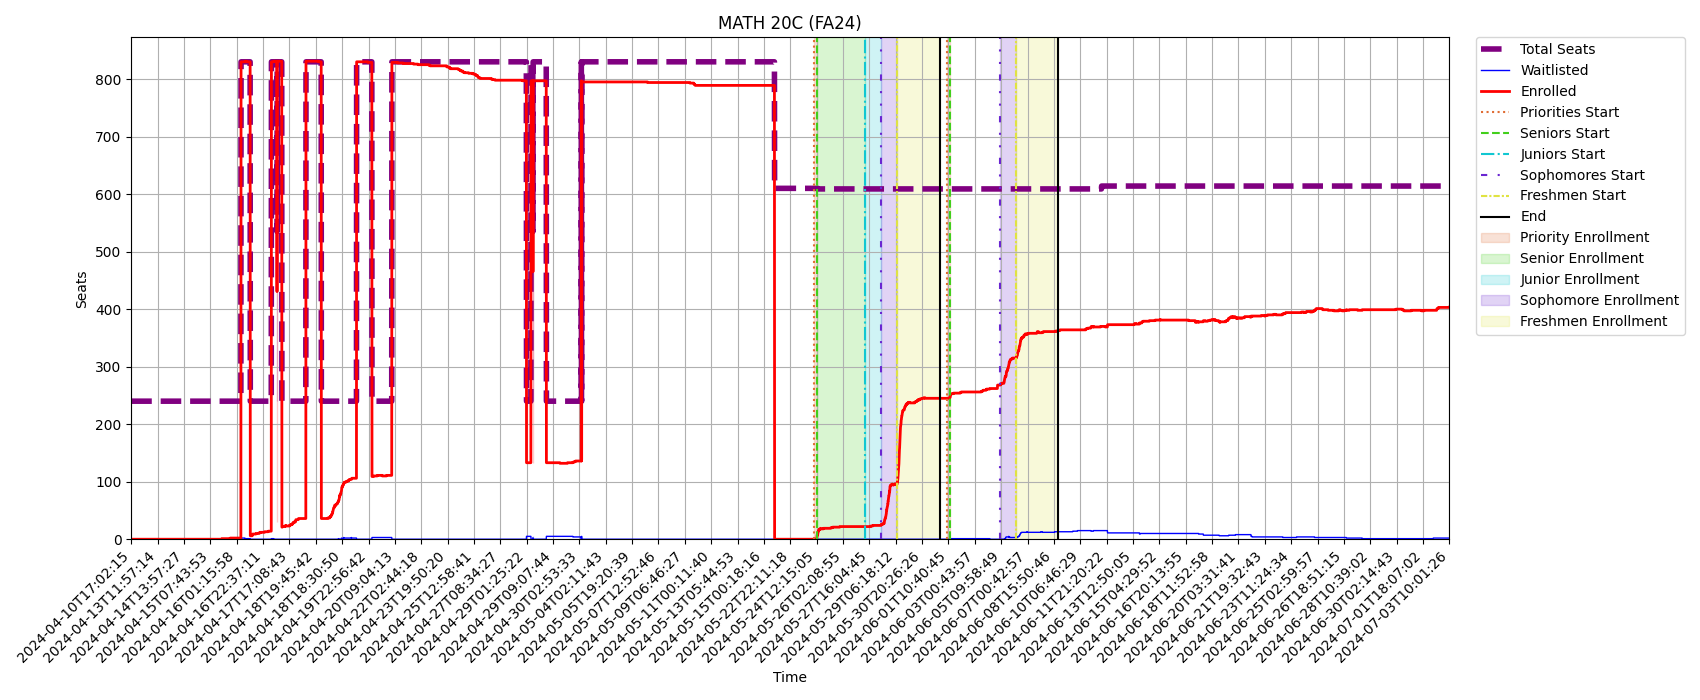 MATH 20C (FA24)
Total Seats
Waitlisted
Enrolled
Priorities Start
Seniors Start
Juniors Start
Sophomores Start
Freshmen Start
End
Priority Enrollment
Senior Enrollment
Junior Enrollment
Sophomore Enrollment
Freshmen Enrollment
Seats
800
700
600
500
400
300
200
100
0
2024-04-10T17:02:15
2024-04-13T11:57:14
2024-04-14T13:57:27
2024-04-15T07:43:53
2024-04-16T01:15:58
2024-04-16T22:37:11
2024-04-17T17:08:43
2024-04-18T19:45:42
2024-04-18T18:30:50
2024-04-19T22:56:42
2024-04-20T09:04:13
2024-04-22T02:44:18
2024-04-23T19:50:20
2024-04-25T12:58:41
2024-04-27T08:34:27
2024-04-29T01:25:22
2024-04-29T09:07:44
2024-04-30T02:53:33
2024-05-04T02:11:43
2024-05-05T19:20:39
2024-05-07T12:52:46
2024-05-09T06:46:27
2024-05-11T00:11:40
2024-05-13T05:44:53
2024-05-15T00:18:16
2024-05-22T22:11:18
2024-05-24T12:15:05
2024-05-26T02:08:55
2024-05-27T16:04:45
2024-05-29T06:18:12
2024-05-30T20:26:26
2024-06-01T10:40:45
2024-06-03T00:43:57
2024-06-05T09:58:49
2024-06-07T00:42:57
2024-06-08T15:50:46
2024-06-10T06:46:29
2024-06-11T21:20:22
2024-06-13T12:50:05
2024-06-15T04:29:52
2024-06-16T20:13:55
2024-06-18T11:52:58
2024-06-20T03:31:41
2024-06-21T19:32:43
2024-06-23T11:24:34
2024-06-25T02:59:57
2024-06-26T18:51:15
2024-06-28T10:39:02
2024-06-30T02:14:43
2024-07-01T18:07:02
2024-07-03T10:01:26
Time